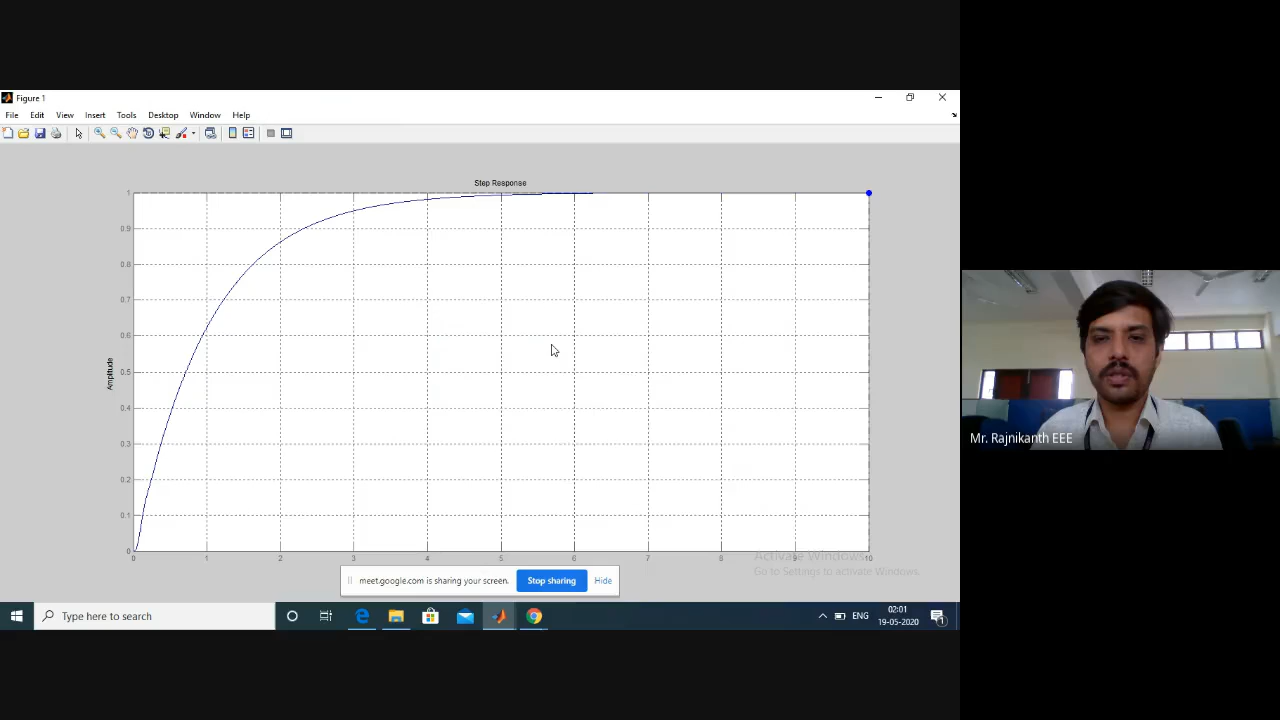 Figure 1
File Edit View Insert Tools Desktop Window Help
Step Response
Amplitude
1
0.9
0.8
0.7
0.6
0.5
0.4
0.3
0.2
0.1
0
0 1 2 3 4 5 6 7 8 9 10
Activate Windows
Go to Settings to activate Windows.
meet.google.com is sharing your screen. Stop sharing Hide
Type here to search
ENG
02:01
19-05-2020
1
Mr. Rajnikanth EEE